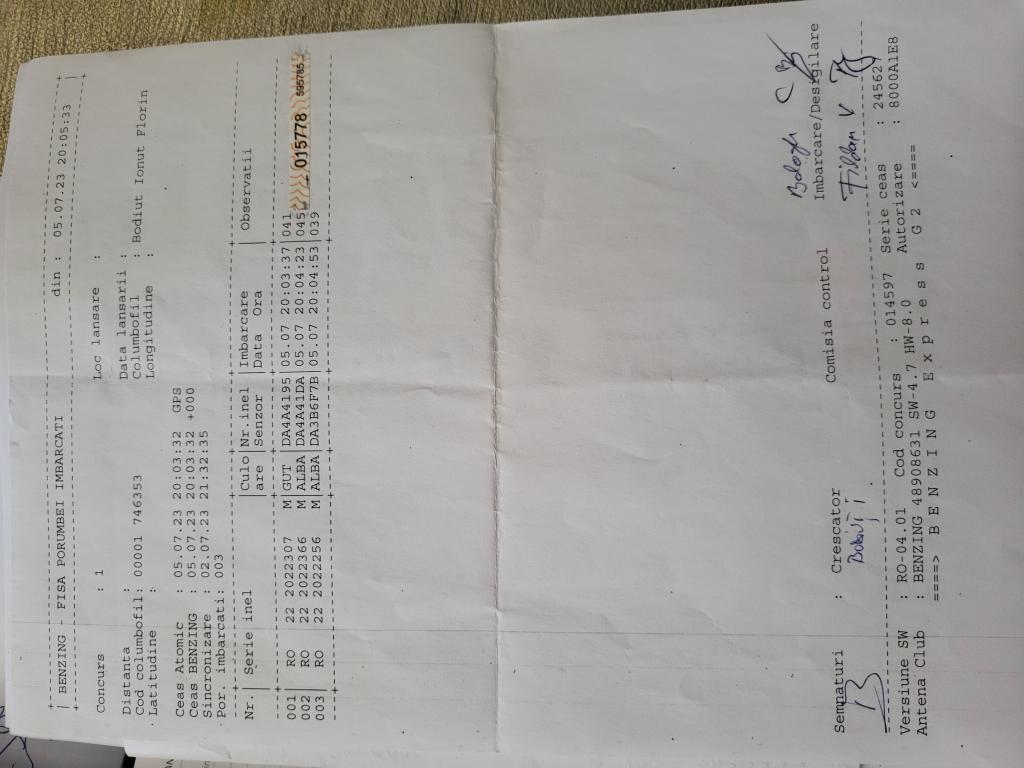 BENZING - FISA PORUMBEI IMBARCATI din : 05.07.23 20:05:33
Concurs : 1 Loc lansare :
Distanta : Data lansarii :
Cod columbofil: 00001 746353 Columbofil : Bodiut Ionut Florin
Latitudine : Longitudine :
Ceas Atomic : 05.07.23 20:03:32 GPS
Ceas BENZING : 05.07.23 20:03:32 +000
Sincronizare : 02.07.23 21:32:35
Por. imbarcati: 003
Nr.| Serie inel |Culo|Nr.inel |Imbarcare | Observatii
|are |Senzor |Data Ora |
001| RO 22 2022307 M|GUT |DA4A4195|05.07 20:03:37|041
002| RO 22 2022366 M|ALBA|DA4A41DA|05.07 20:04:23|045
003| RO 22 2022256 M|ALBA|DA3B6F7B|05.07 20:04:53|039
015778 595785
Semnaturi : Crescator Comisia control Imbarcare/Desigilare
Versiune SW : RO-04.01 Cod concurs : 014597 Serie ceas : 24562
Antena Club : BENZING 48908631 SW-4.7 HW-8.0 Autorizare : 8000A1E8
====> B E N Z I N G E x p r e s s G 2 <====